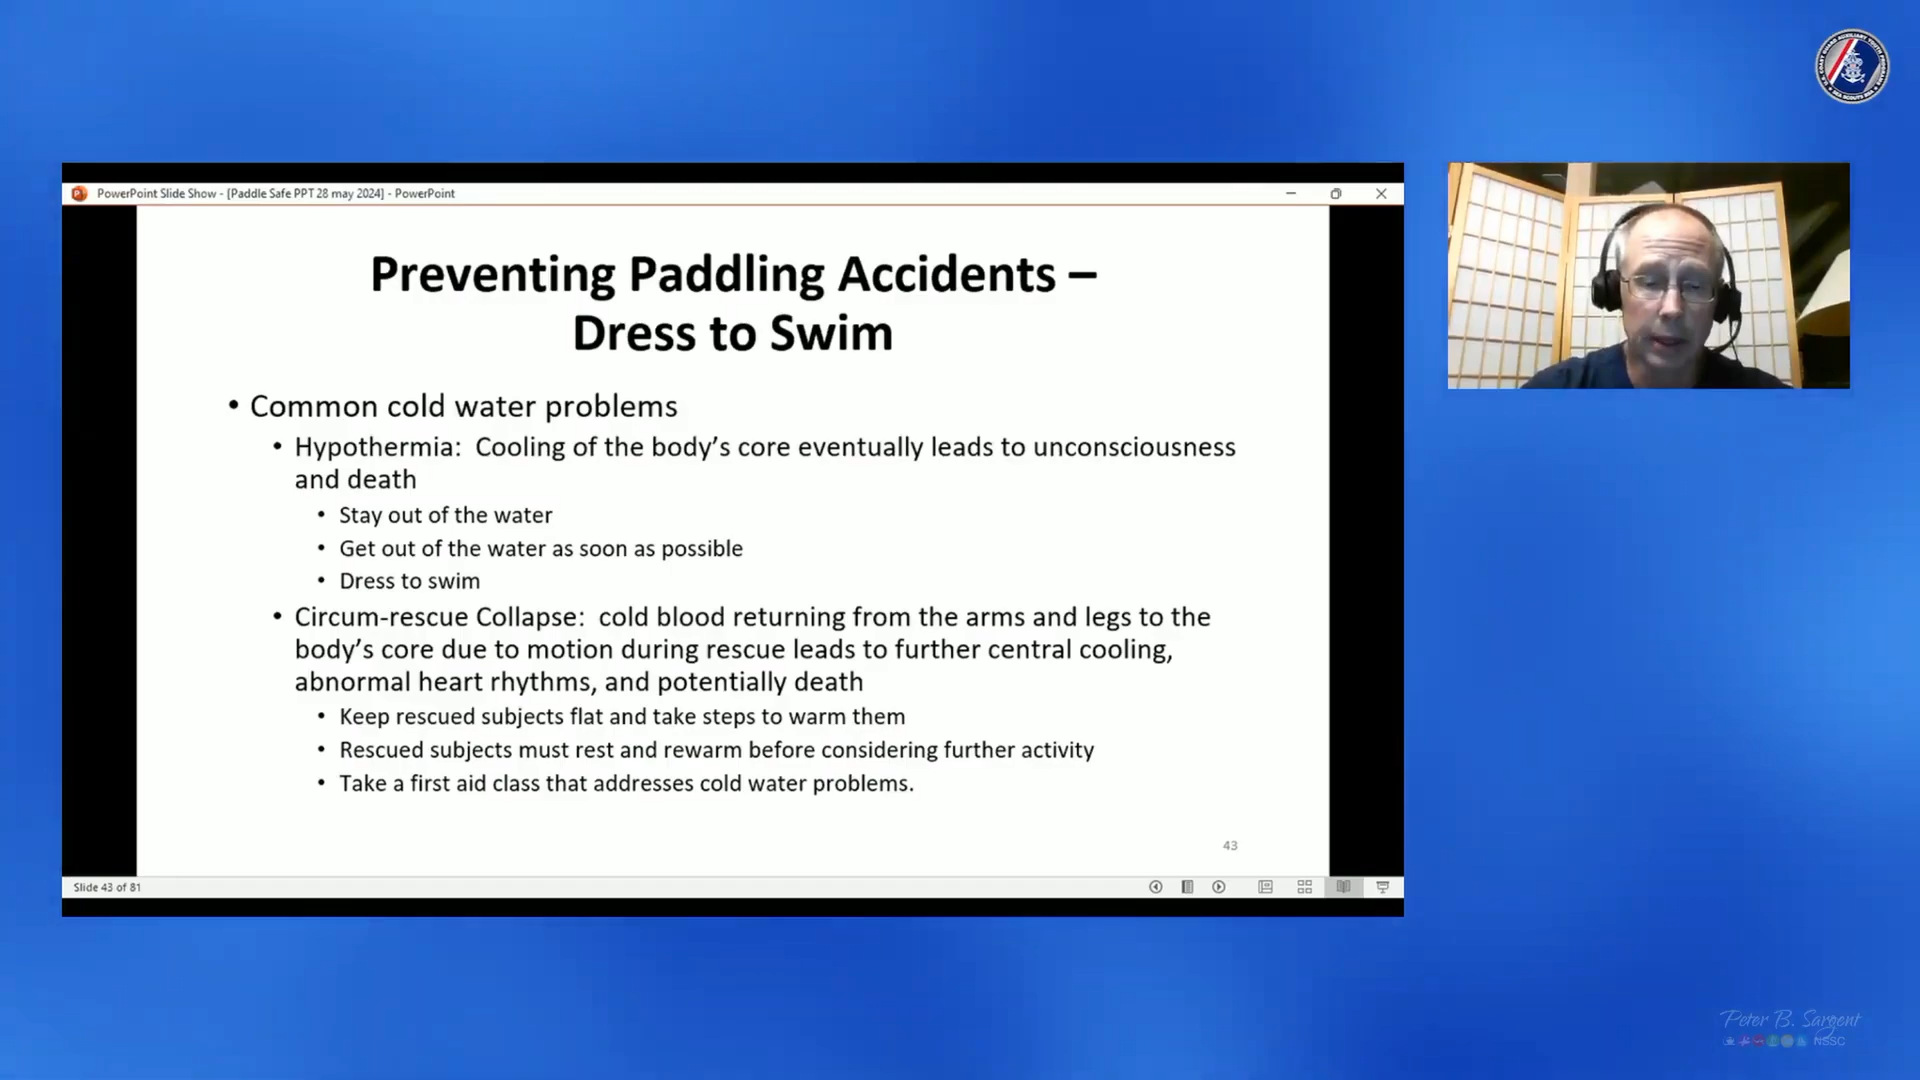 PowerPoint Slide Show - [Paddle Safe PPT 28 may 2024] - PowerPoint
Preventing Paddling Accidents –
Dress to Swim
• Common cold water problems
• Hypothermia: Cooling of the body’s core eventually leads to unconsciousness
and death
• Stay out of the water
• Get out of the water as soon as possible
• Dress to swim
• Circum-rescue Collapse: cold blood returning from the arms and legs to the
body’s core due to motion during rescue leads to further central cooling,
abnormal heart rhythms, and potentially death
• Keep rescued subjects flat and take steps to warm them
• Rescued subjects must rest and rewarm before considering further activity
• Take a first aid class that addresses cold water problems.
43
Slide 43 of 81
Peter B. Sargent
NSSC